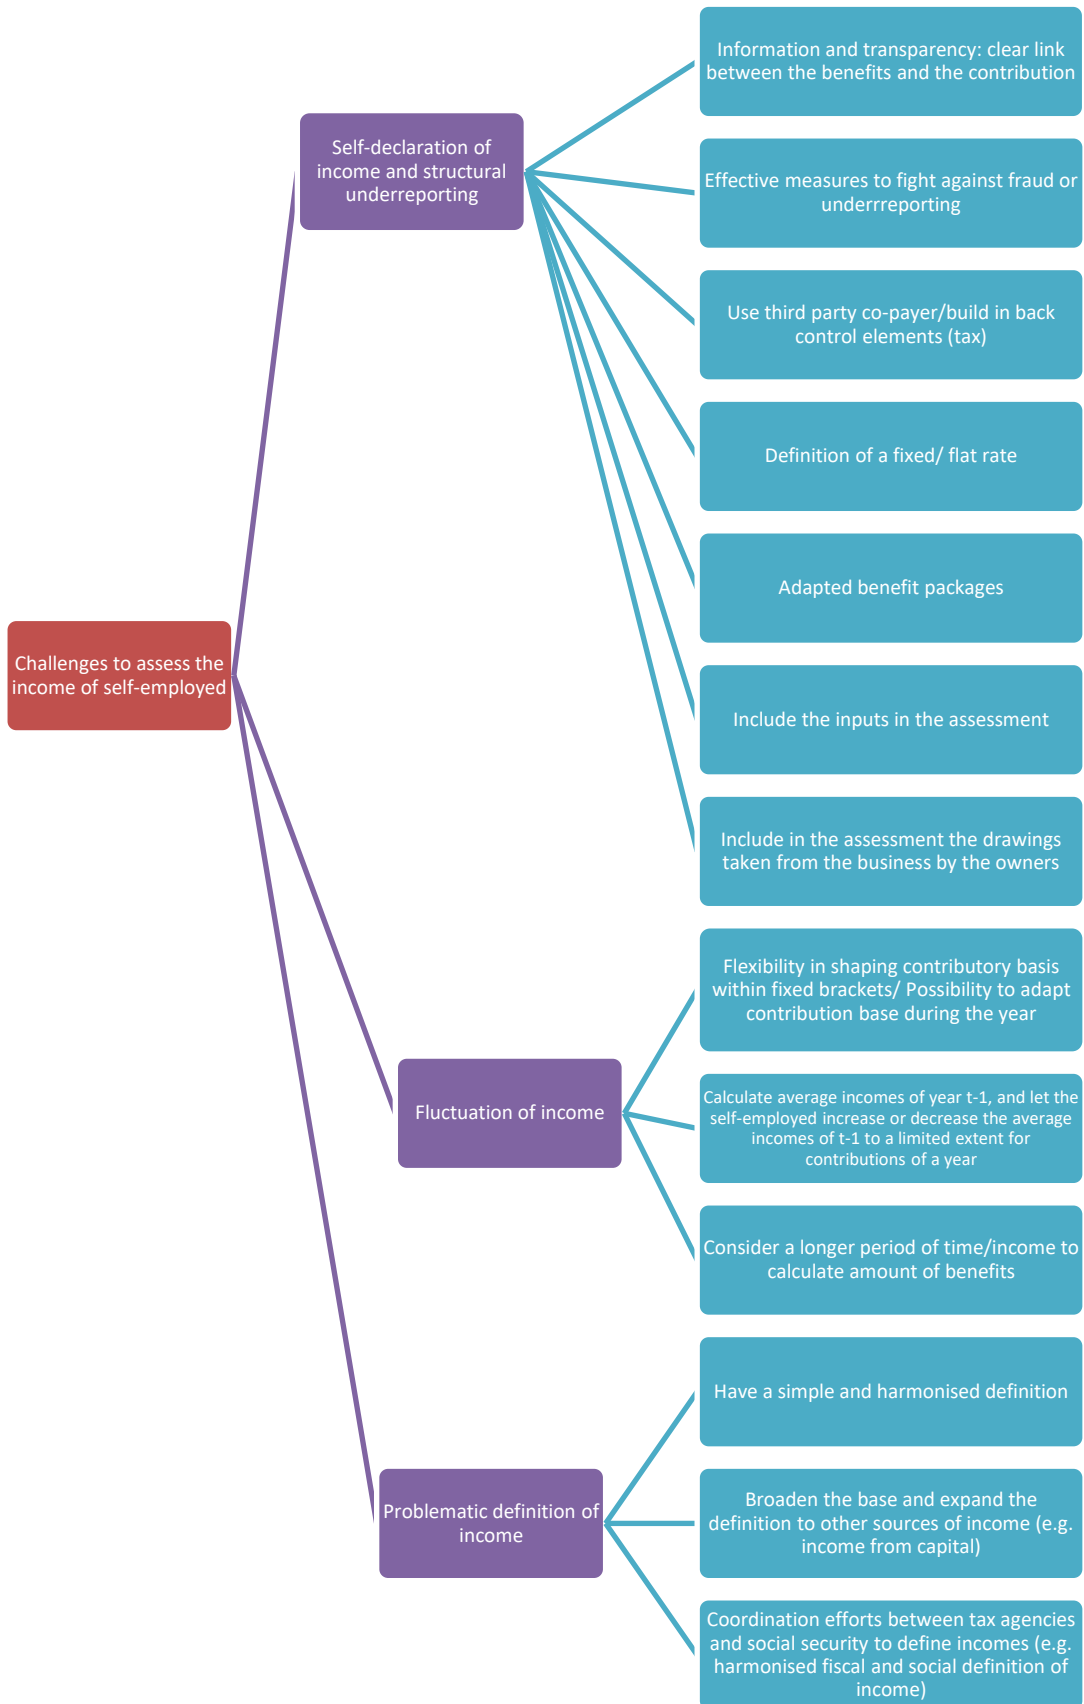 Information and transparency: clear link
between the benefits and the contribution
Self-declaration of
income and structural
underreporting
Effective measures to fight against fraud or
underrreporting
Use third party co-payer/build in back
control elements (tax)
Definition of a fixed/ flat rate
Adapted benefit packages
Challenges to assess the
income of self-employed
Include the inputs in the assessment
Include in the assessment the drawings
taken from the business by the owners
Flexibility in shaping contributory basis
within fixed brackets/ Possibility to adapt
contribution base during the year
Fluctuation of income
Calculate average incomes of year t-1, and let the
self-employed increase or decrease the average
incomes of t-1 to a limited extent for
contributions of a year
Consider a longer period of time/income to
calculate amount of benefits
Have a simple and harmonised definition
Problematic definition of
income
Broaden the base and expand the
definition to other sources of income (e.g.
income from capital)
Coordination efforts between tax agencies
and social security to define incomes (e.g.
harmonised fiscal and social definition of
income)